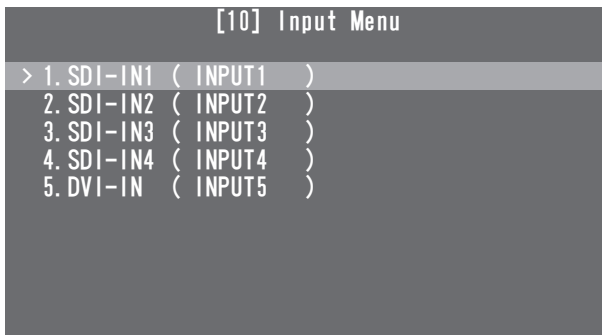 [10] Input Menu
> 1. SDI-IN1 ( INPUT1 )
2. SDI-IN2 ( INPUT2 )
3. SDI-IN3 ( INPUT3 )
4. SDI-IN4 ( INPUT4 )
5. DVI-IN ( INPUT5 )